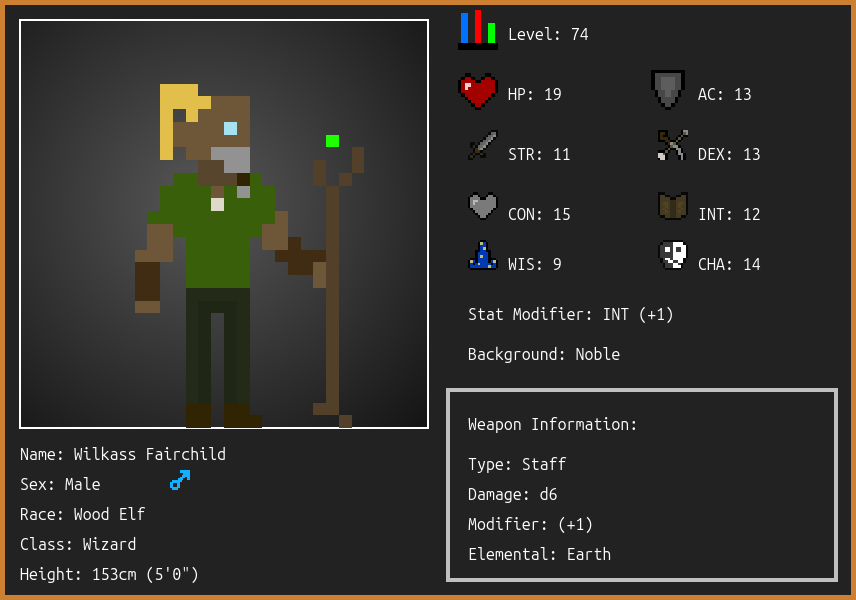 Level: 74
HP: 19
AC: 13
STR: 11
DEX: 13
CON: 15
INT: 12
WIS: 9
CHA: 14
Stat Modifier: INT (+1)
Background: Noble
Weapon Information:
Type: Staff
Damage: d6
Modifier: (+1)
Elemental: Earth
Name: Wilkass Fairchild
Sex: Male
Race: Wood Elf
Class: Wizard
Height: 153cm (5'0")